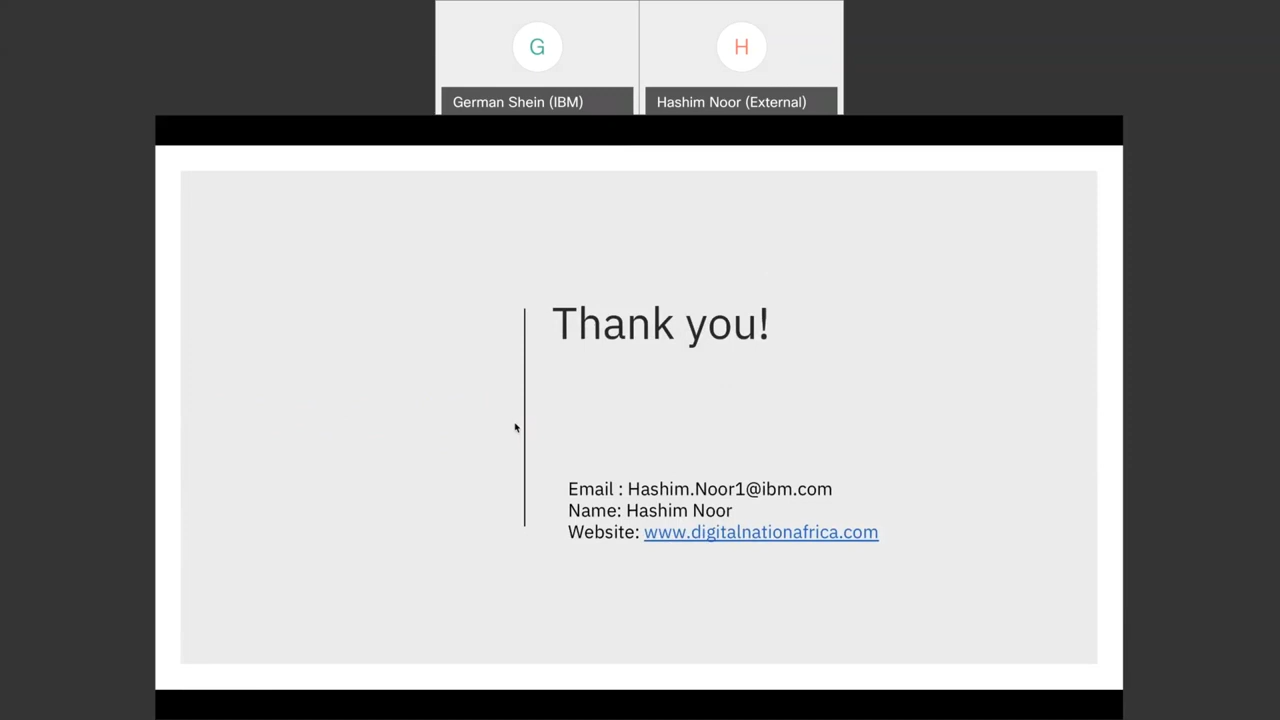 G
H
German Shein (IBM)
Hashim Noor (External)
Thank you!
Email : Hashim.Noor1@ibm.com
Name: Hashim Noor
Website: www.digitalnationafrica.com